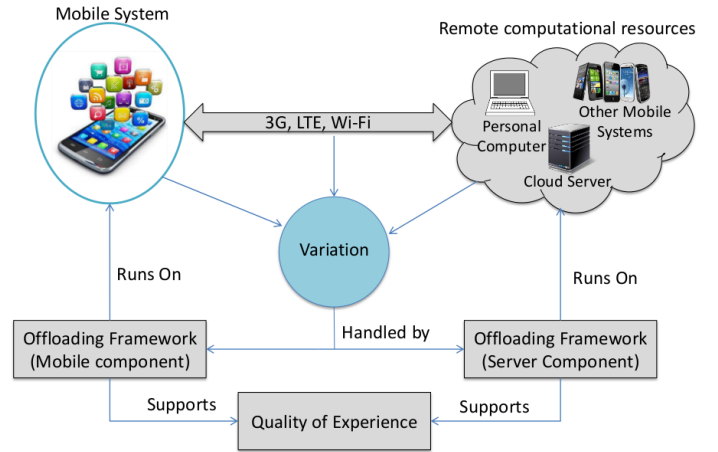 Mobile System
Remote computational resources
3G, LTE, Wi-Fi
Personal
Computer
Other Mobile
Systems
Cloud Server
Variation
Runs On
Runs On
Offloading Framework
(Mobile component)
Handled by
Offloading Framework
(Server Component)
Supports
Quality of Experience
Supports